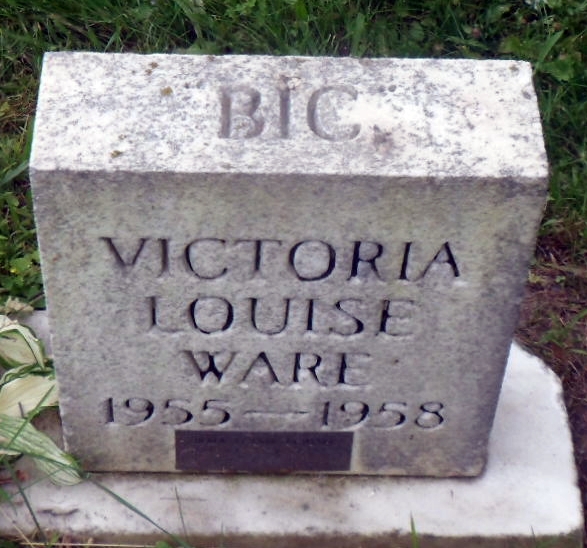 "BIC"
VICTORIA
LOUISE
WARE
1955—1958